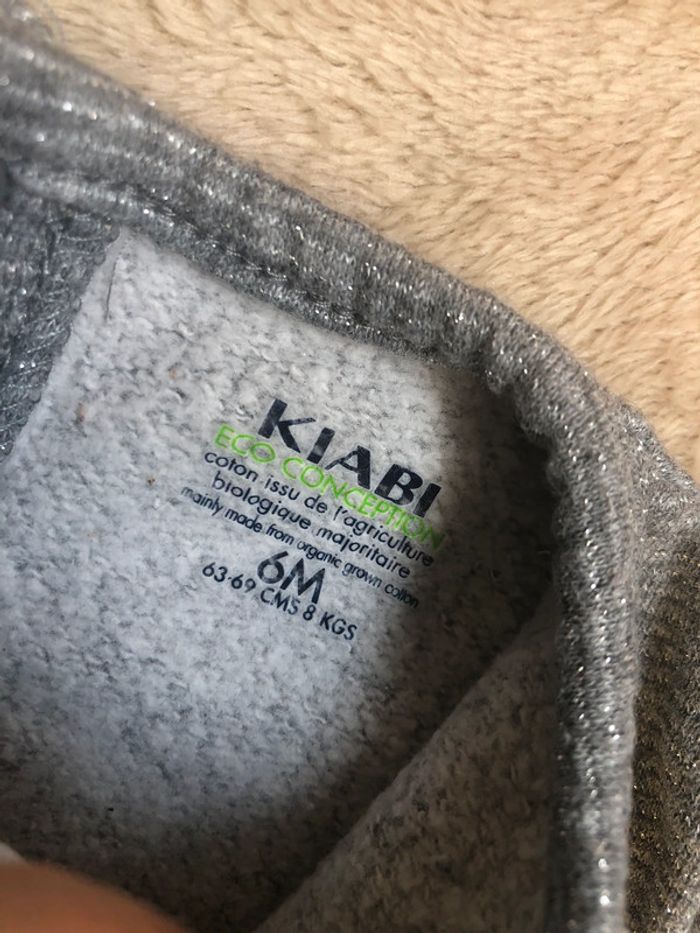 KIABI
ECO CONCEPTION
coton issu de l'agriculture
biologique majoritaire
mainly made from organic grown cotton
6M
63-69 CMS 8 KGS